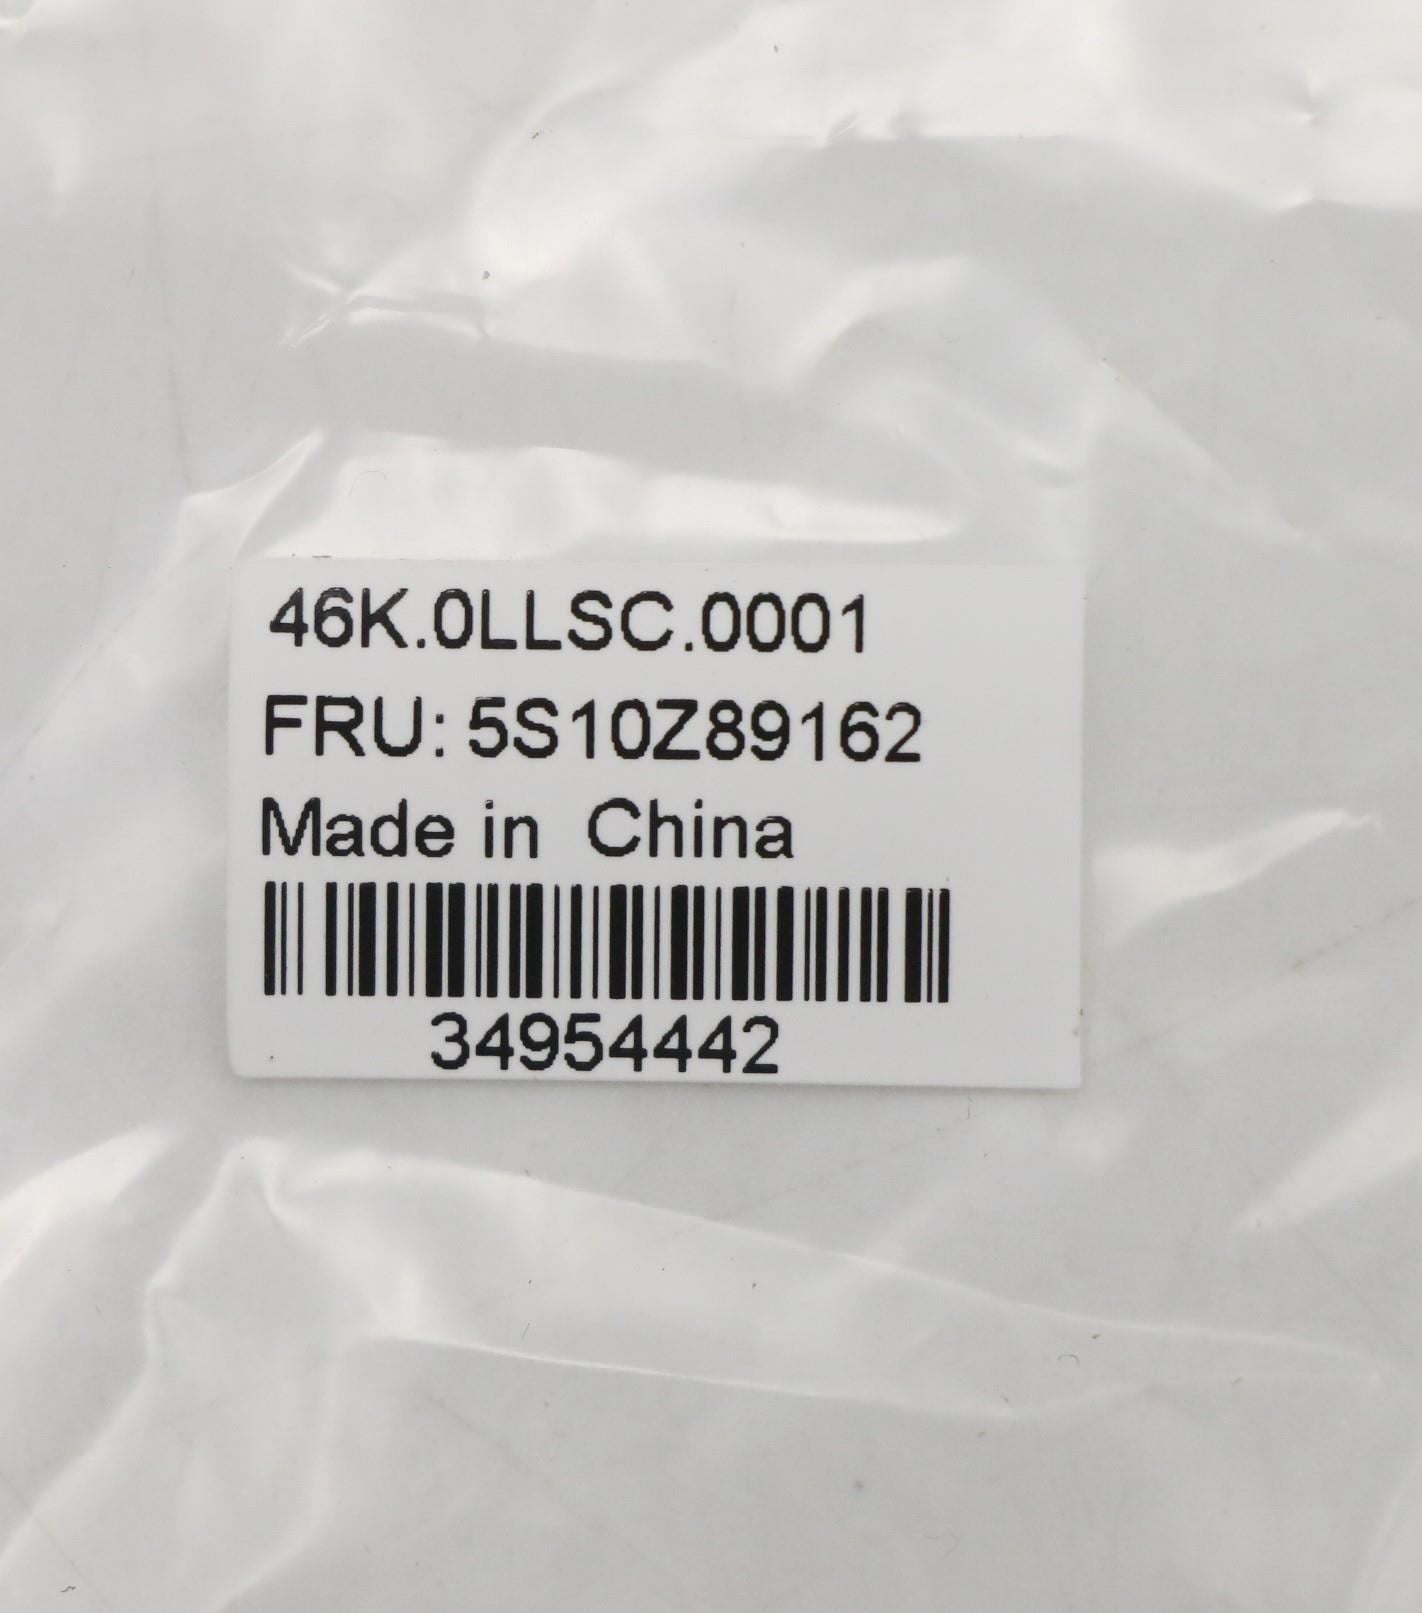 46K.0LLSC.0001
FRU: 5S10Z89162
Made in China
34954442